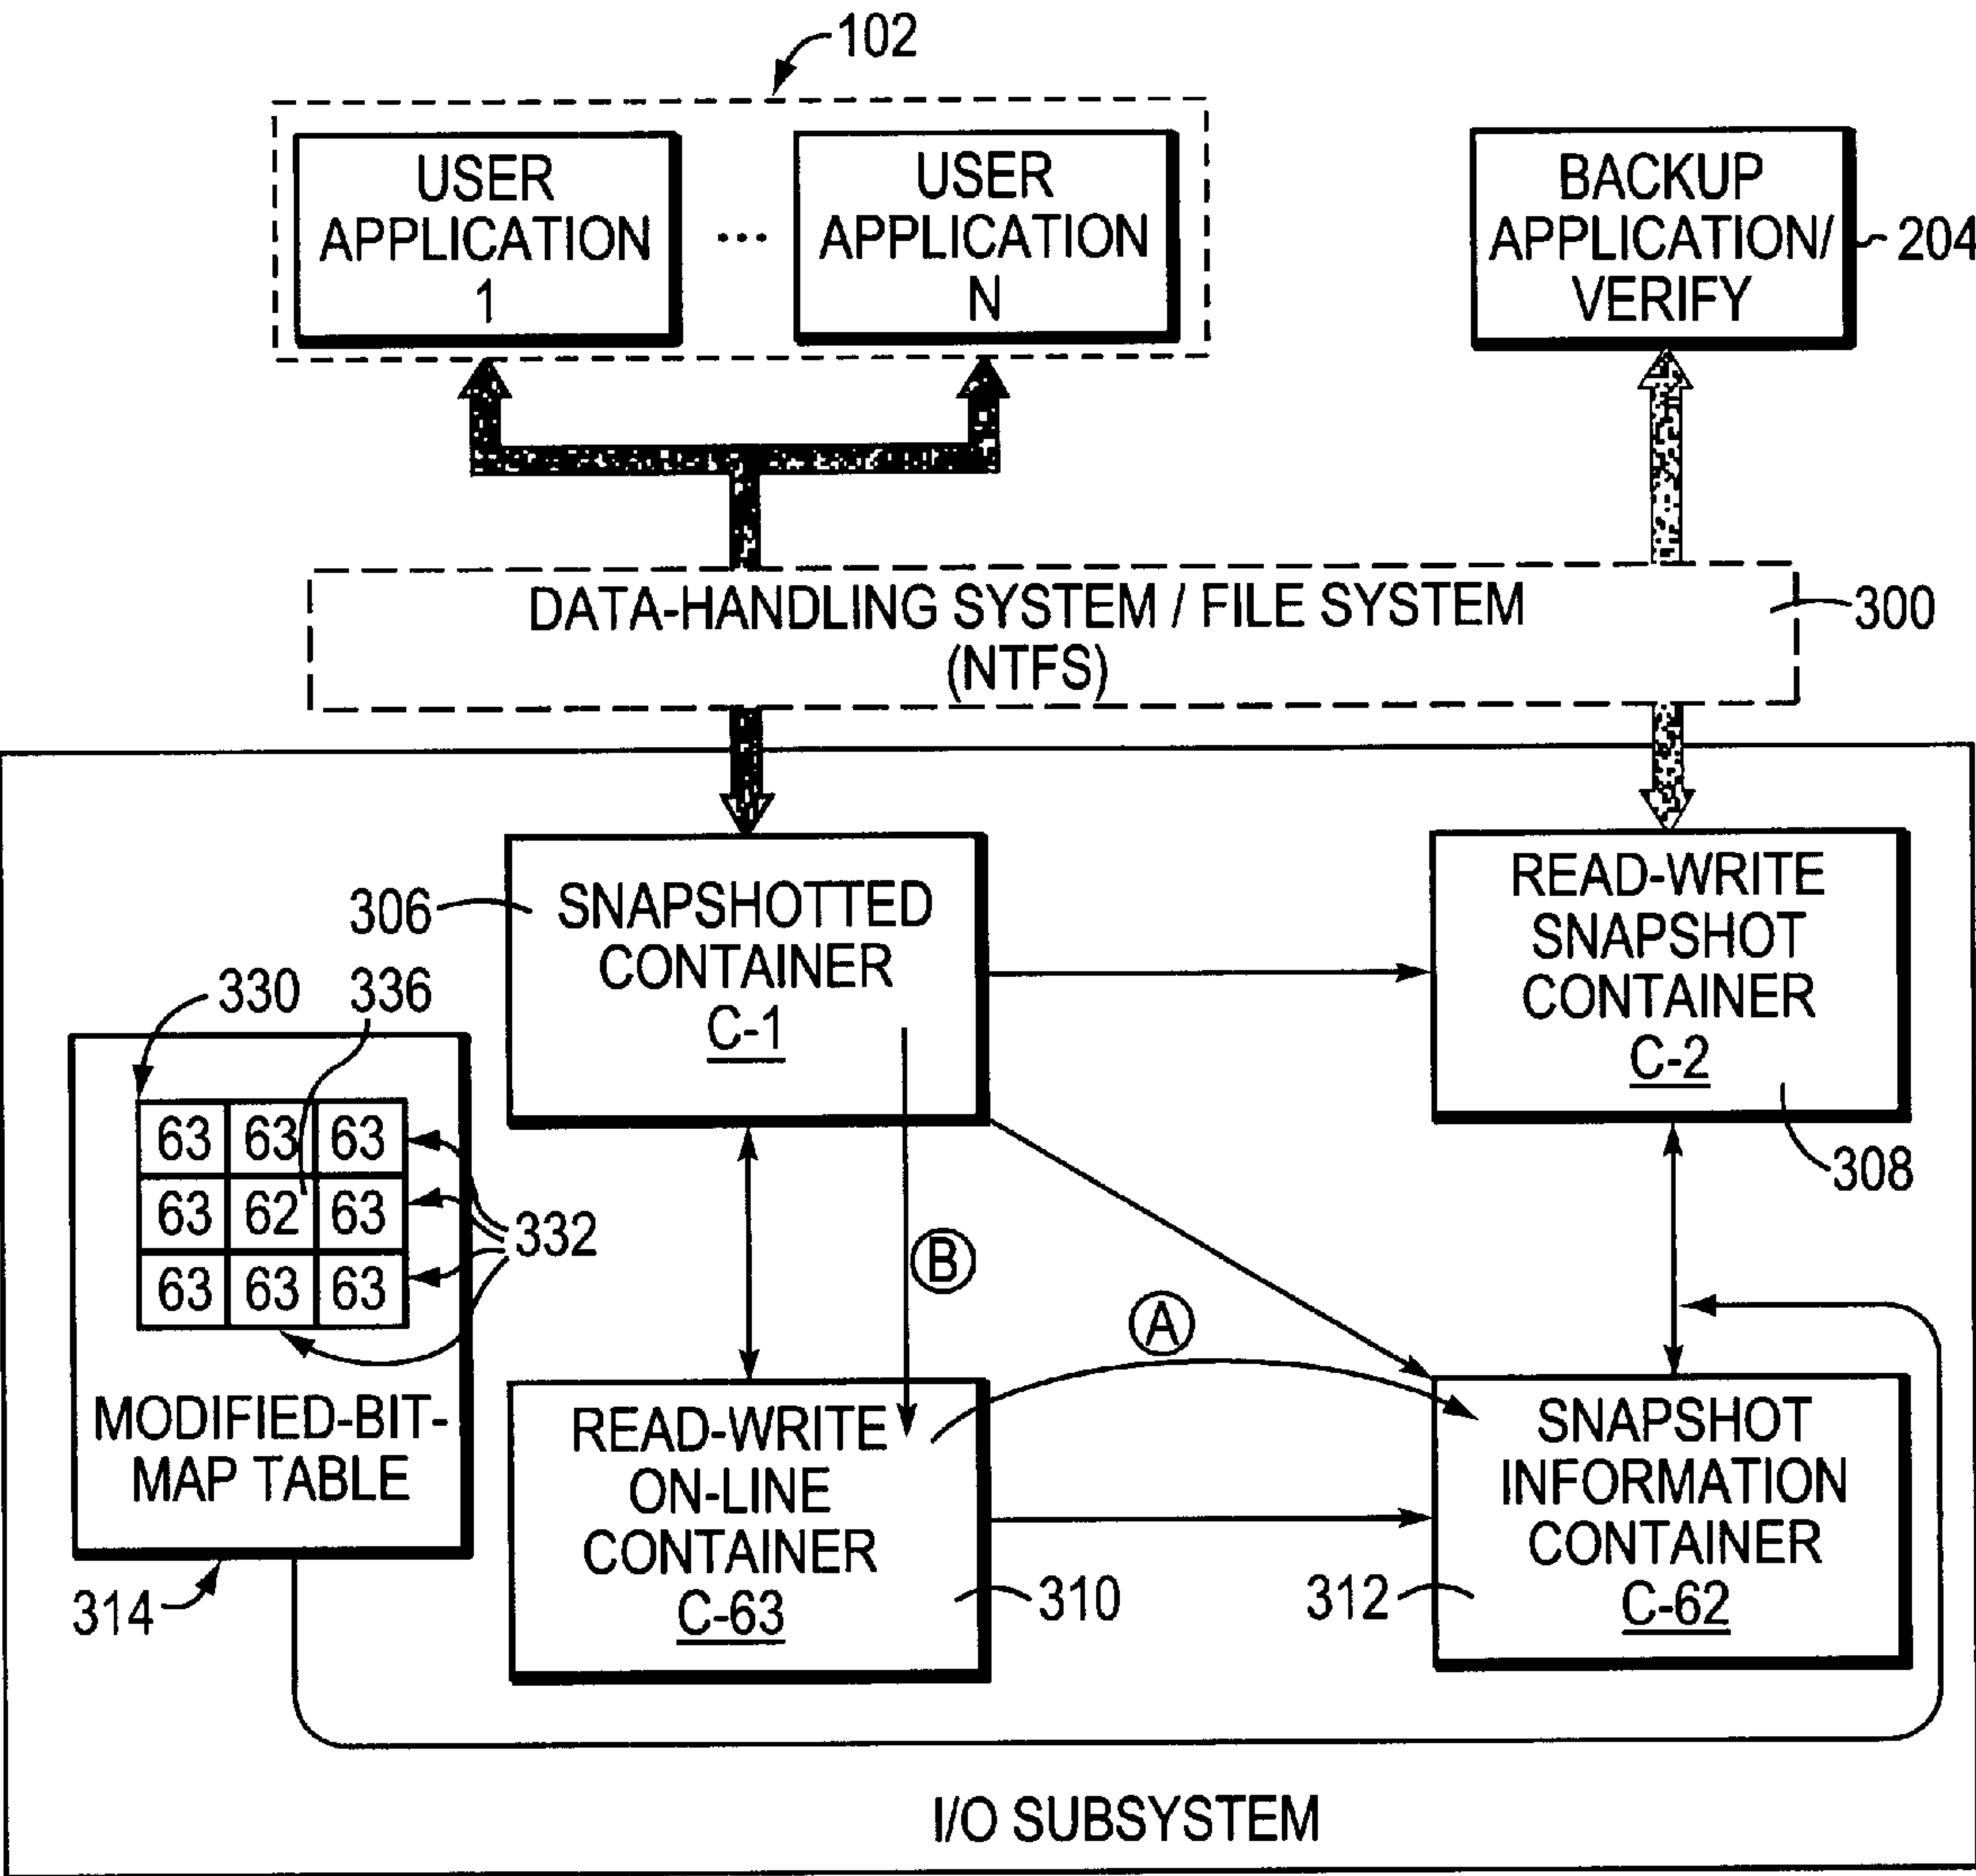 102
USER
APPLICATION
1
...
USER
APPLICATION
N
BACKUP
APPLICATION/
VERIFY
204
DATA-HANDLING SYSTEM / FILE SYSTEM
(NTFS)
300
306
SNAPSHOTTED
CONTAINER
C-1
READ-WRITE
SNAPSHOT
CONTAINER
C-2
308
330
336
63 63 63
63 62 63
63 63 63
332
MODIFIED-BIT-
MAP TABLE
314
B
A
READ-WRITE
ON-LINE
CONTAINER
C-63
310
SNAPSHOT
INFORMATION
CONTAINER
C-62
312
I/O SUBSYSTEM